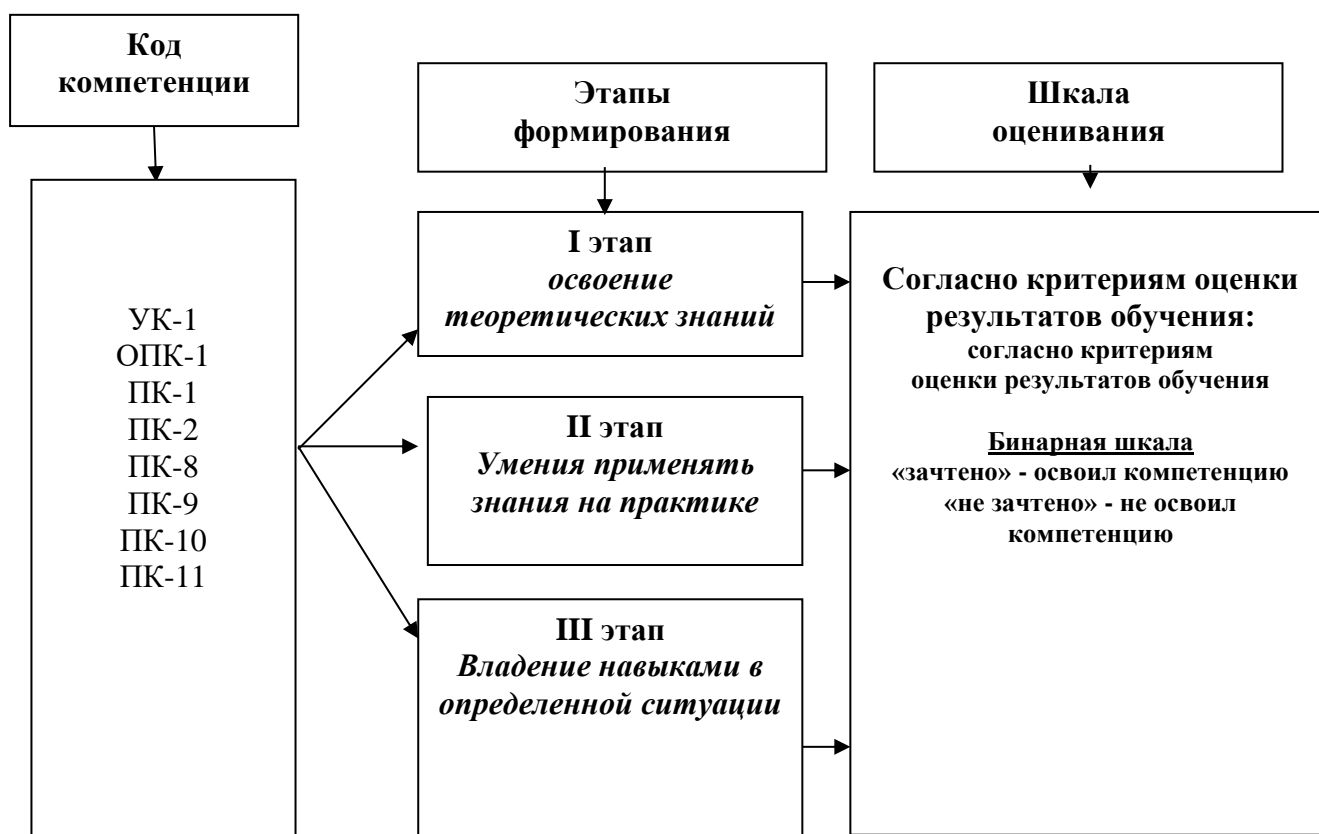 Код
компетенции
Этапы
формирования
Шкала
оценивания
УК-1
ОПК-1
ПК-1
ПК-2
ПК-8
ПК-9
ПК-10
ПК-11
I этап
освоение
теоретических знаний
II этап
Умения применять
знания на практике
III этап
Владение навыками в
определенной ситуации
Согласно критериям оценки
результатов обучения:
согласно критериям
оценки результатов обучения
Бинарная шкала
«зачтено» - освоил компетенцию
«не зачтено» - не освоил
компетенцию